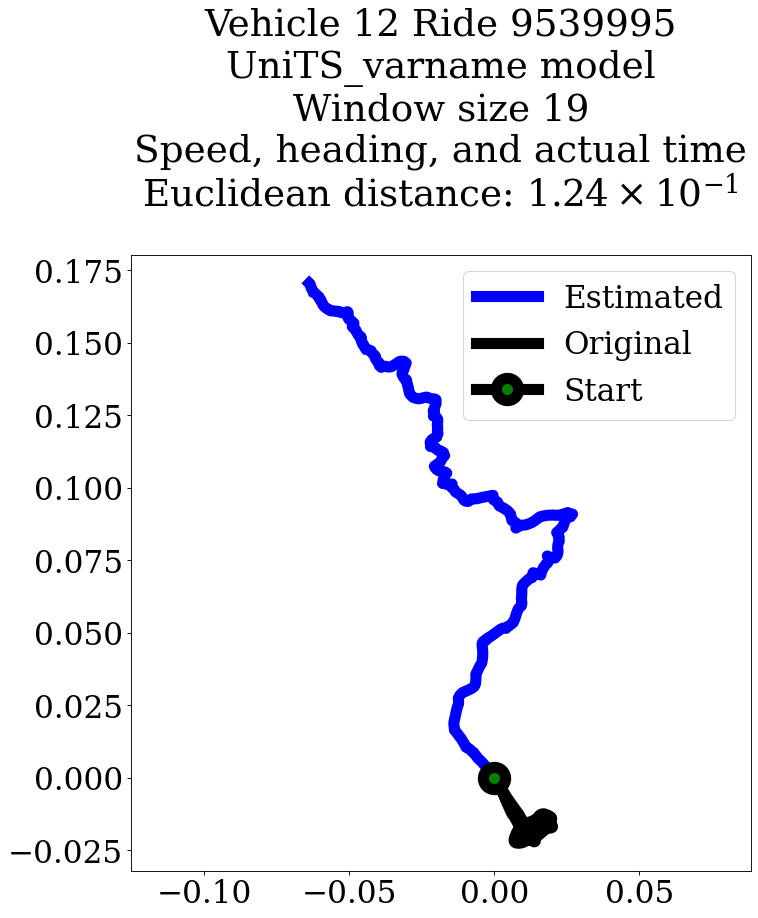 Vehicle 12 Ride 9539995
UniTS_varname model
Window size 19
Speed, heading, and actual time
Euclidean distance: 1.24 × 10⁻¹
0.175
0.150
0.125
0.100
0.075
0.050
0.025
0.000
−0.025
Estimated
Original
Start
−0.10
−0.05
0.00
0.05